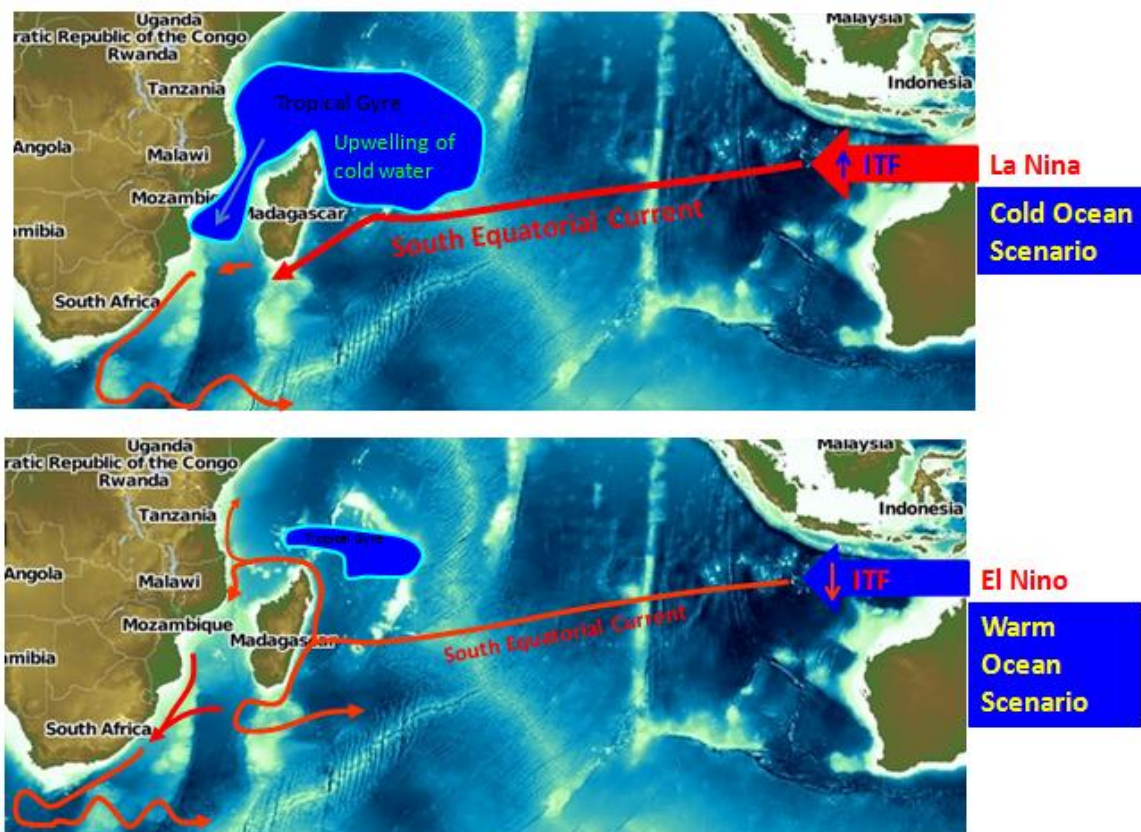 Uganda
ratic Republic of the Congo
Rwanda
Tanzania
Angola
Malawi
Mozambic
Madagascar
amibia
South Africa
Tropical Gyre
Upwelling of
cold water
South Equatorial Current
Malaysia
Indonesia
ITF
La Nina
Cold Ocean
Scenario
Uganda
ratic Republic of the Congo
Rwanda
Tanzania
Angola
Malawi
Mozambique
Madagascar
amibia
South Africa
Tropical Gyre
South Equatorial Current
Malaysia
Indonesia
ITF
El Nino
Warm
Ocean
Scenario